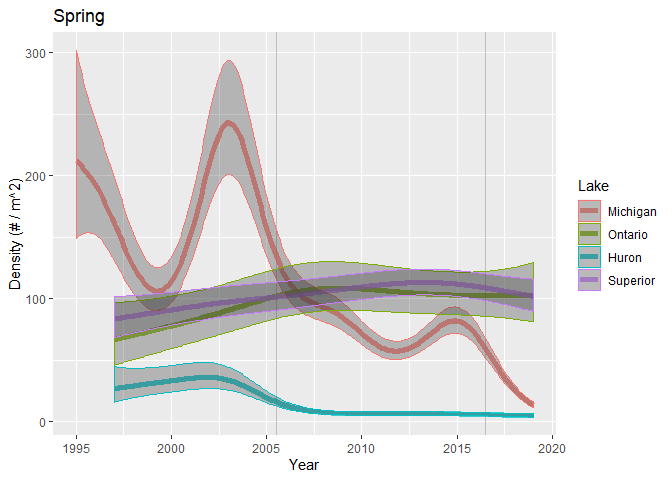 Spring
Density (# / m^2)
300
200
100
0
1995
2000
2005
2010
2015
2020
Year
Lake
Michigan
Ontario
Huron
Superior